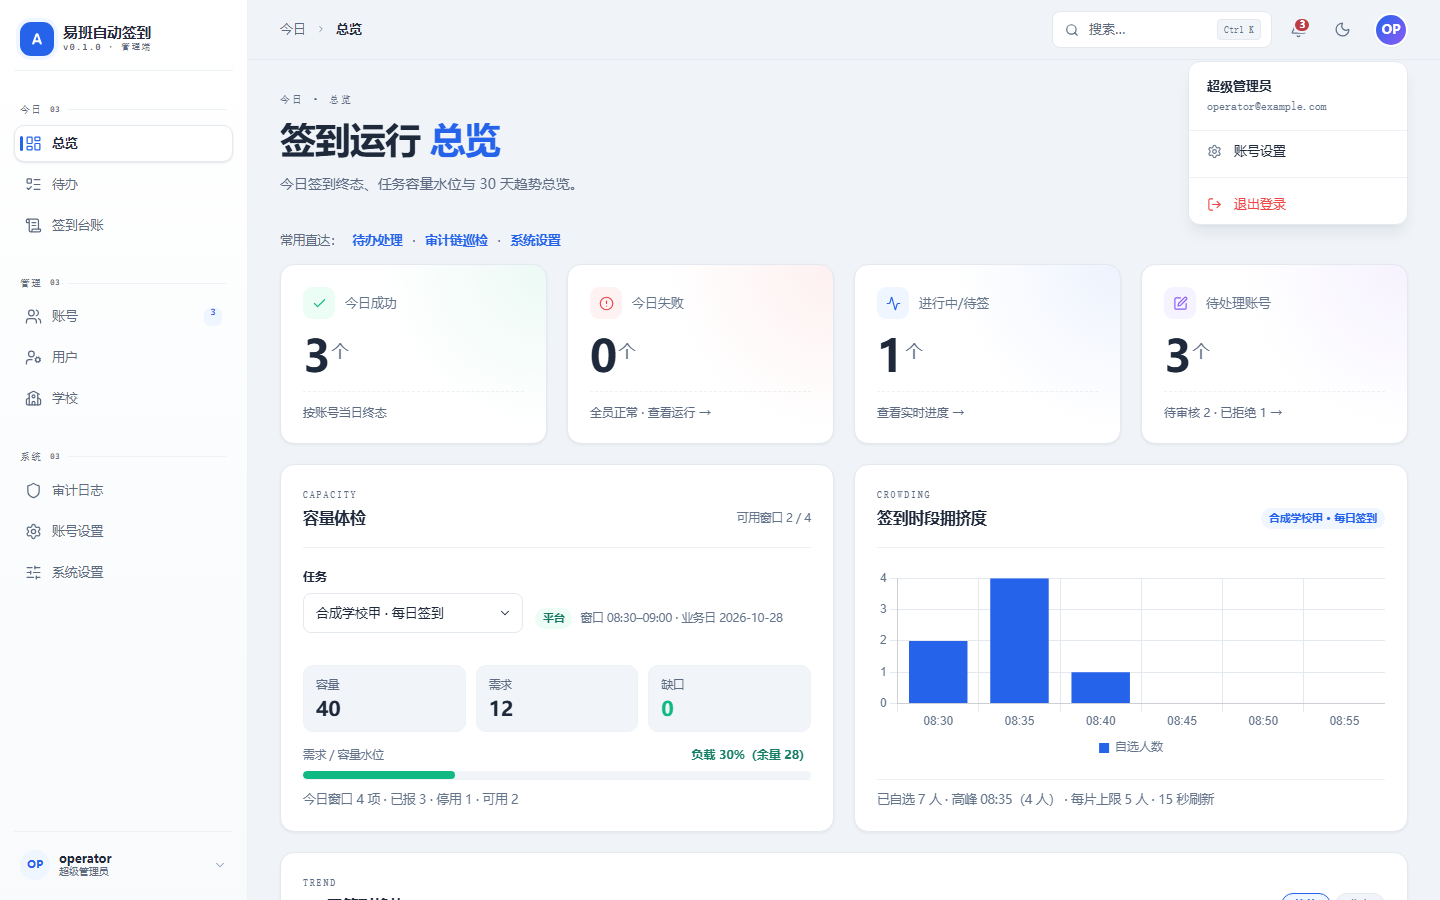 A
易班自动签到
v0.1.0 · 管理端
今日 03
总览
待办
签到台账
管理 03
账号 3
用户
学校
系统 03
审计日志
账号设置
系统设置
OP
operator
超级管理员
今日 › 总览
搜索... Ctrl K
3
OP
超级管理员
operator@example.com
账号设置
退出登录
今日 · 总览
签到运行 总览
今日签到终态、任务容量水位与 30 天趋势总览。
常用直达： 待办处理 · 审计链巡检 · 系统设置
今日成功
3个
按账号当日终态
今日失败
0个
全员正常 · 查看运行 →
进行中/待签
1个
查看实时进度 →
待处理账号
3个
待审核 2 · 已拒绝 1 →
CAPACITY
容量体检
可用窗口 2 / 4
任务
合成学校甲 · 每日签到
平台 窗口 08:30–09:00 · 业务日 2026-10-28
容量
40
需求
12
缺口
0
需求 / 容量水位
负载 30%（余量 28）
今日窗口 4 项 · 已报 3 · 停用 1 · 可用 2
CROWDING
签到时段拥挤度
合成学校甲 • 每日签到
4
3
2
1
0
08:30 08:35 08:40 08:45 08:50 08:55
自选人数
已自选 7 人 · 高峰 08:35（4 人） · 每片上限 5 人 · 15 秒刷新
TREND